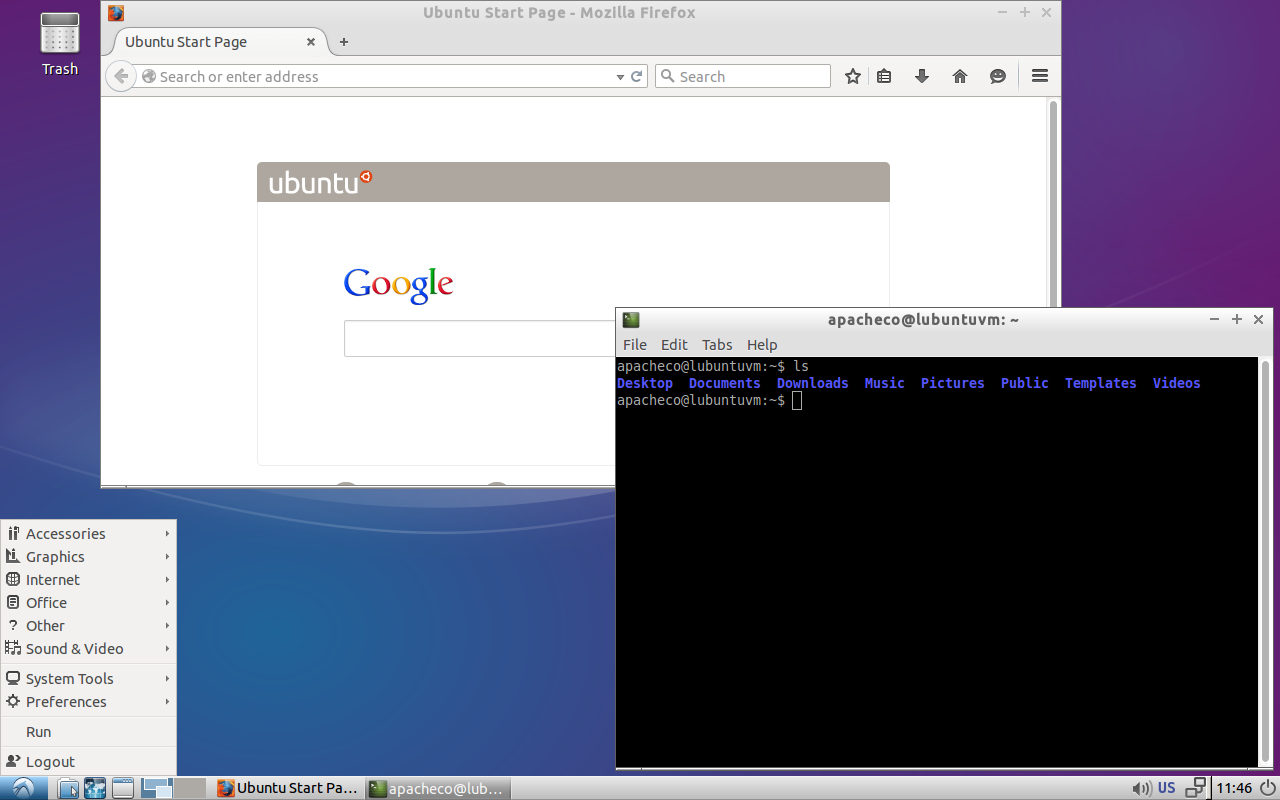 Trash
Ubuntu Start Page - Mozilla Firefox
Ubuntu Start Page
Search or enter address
Search
ubuntu
Google
apacheco@lubuntuvm: ~
File Edit Tabs Help
apacheco@lubuntuvm:~$ ls
Desktop Documents Downloads Music Pictures Public Templates Videos
apacheco@lubuntuvm:~$
Accessories
Graphics
Internet
Office
Other
Sound & Video
System Tools
Preferences
Run
Logout
Ubuntu Start Pa...
apacheco@lub...
US
11:46